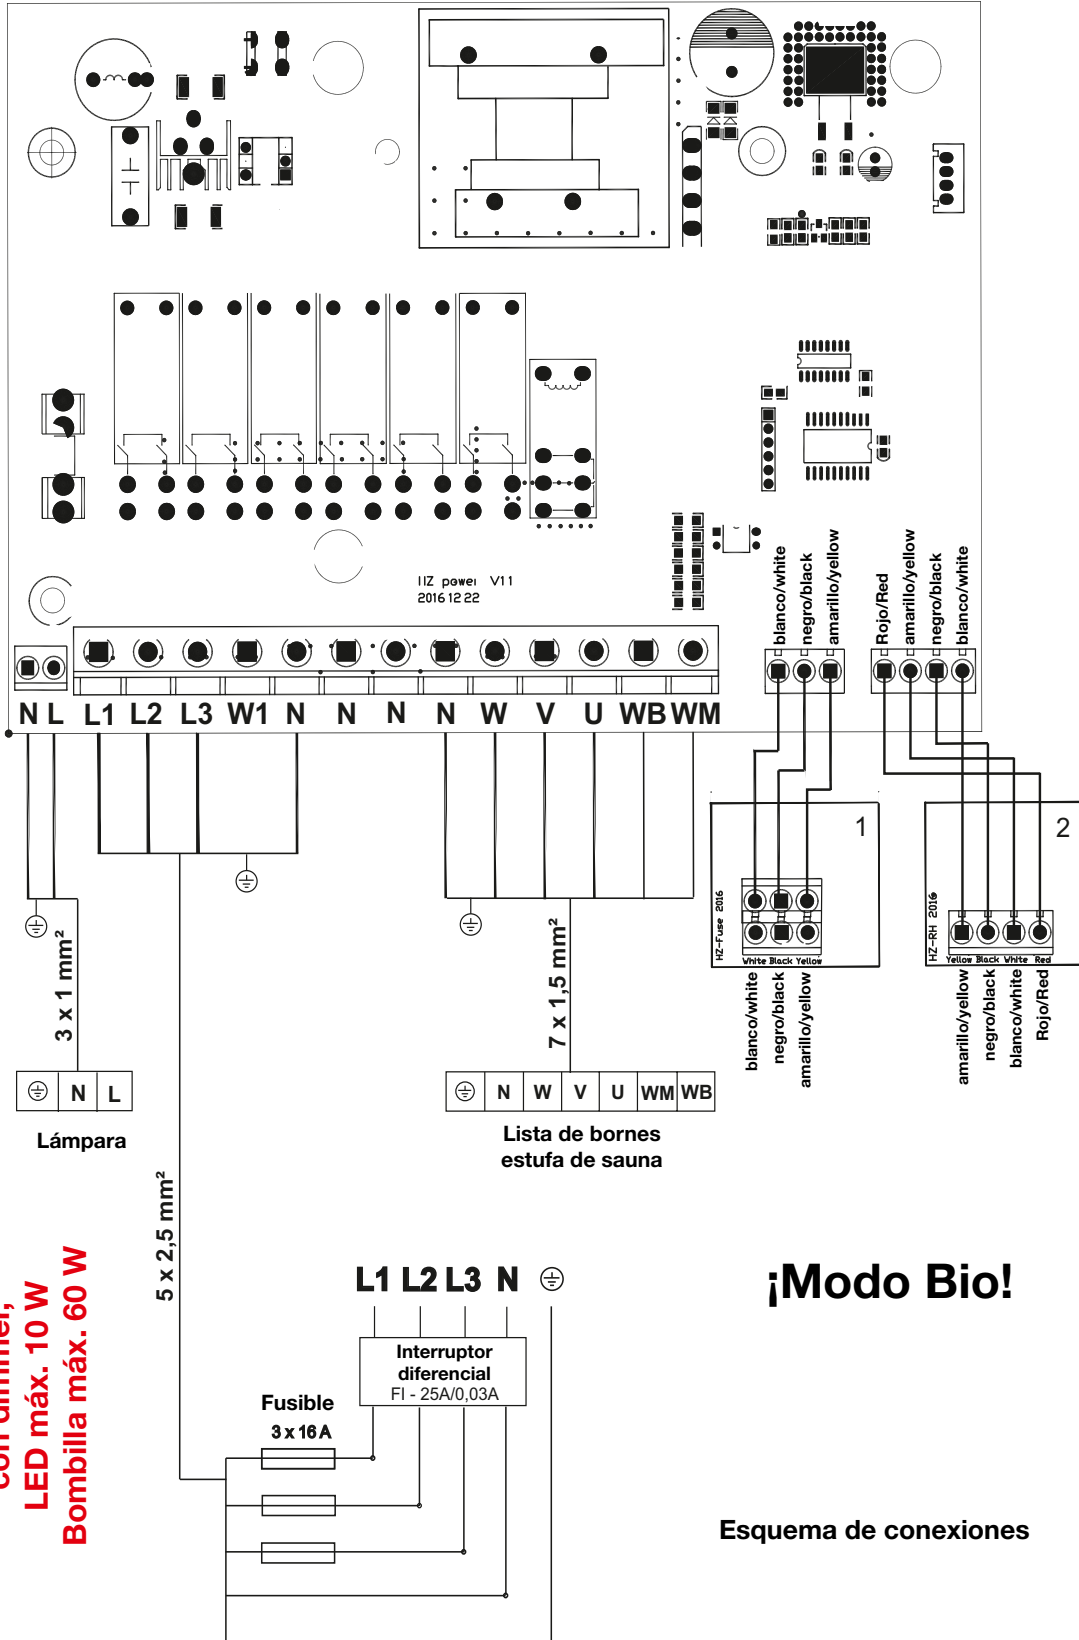 IIZ power V11
2016 12 22
blanco/white
negro/black
amarillo/yellow
Rojo/Red
amarillo/yellow
negro/black
blanco/white
N L L1 L2 L3 W1 N N N N W V U WB WM
1
2
HZ-Fuse 2016
HZ-RH 2016
White Black Yellow
Yellow Black White Red
blanco/white
negro/black
amarillo/yellow
amarillo/yellow
negro/black
blanco/white
Rojo/Red
3 x 1 mm²
7 x 1,5 mm²
N L
Lámpara
N W V U WM WB
Lista de bornes
estufa de sauna
5 x 2,5 mm²
L1 L2 L3 N
¡Modo Bio!
Interruptor
diferencial
FI - 25A/0,03A
Fusible
3 x 16 A
LED máx. 10 W
Bombilla máx. 60 W
Esquema de conexiones